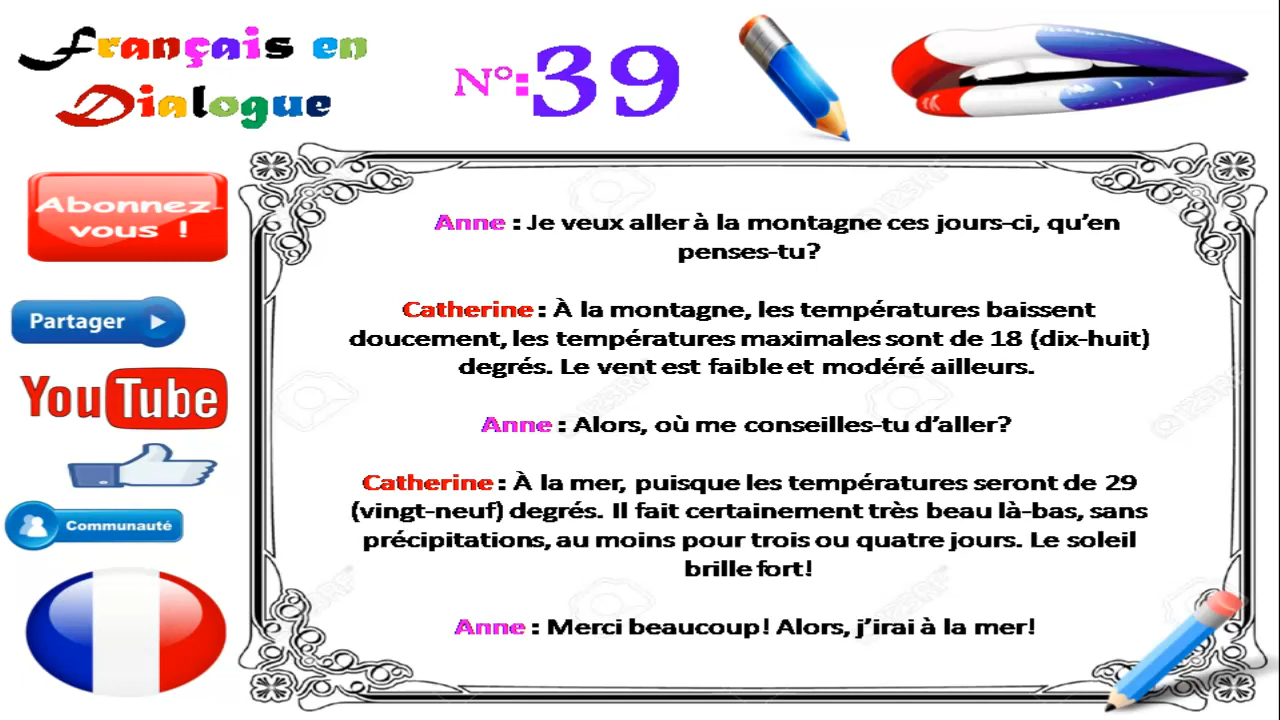 Français en
Dialogue
N°:39
Abonnez-
vous !
Partager
YouTube
Communauté
Anne : Je veux aller à la montagne ces jours-ci, qu’en
penses-tu?
Catherine : À la montagne, les températures baissent
doucement, les températures maximales sont de 18 (dix-huit)
degrés. Le vent est faible et modéré ailleurs.
Anne : Alors, où me conseilles-tu d’aller?
Catherine : À la mer, puisque les températures seront de 29
(vingt-neuf) degrés. Il fait certainement très beau là-bas, sans
précipitations, au moins pour trois ou quatre jours. Le soleil
brille fort!
Anne : Merci beaucoup! Alors, j’irai à la mer!